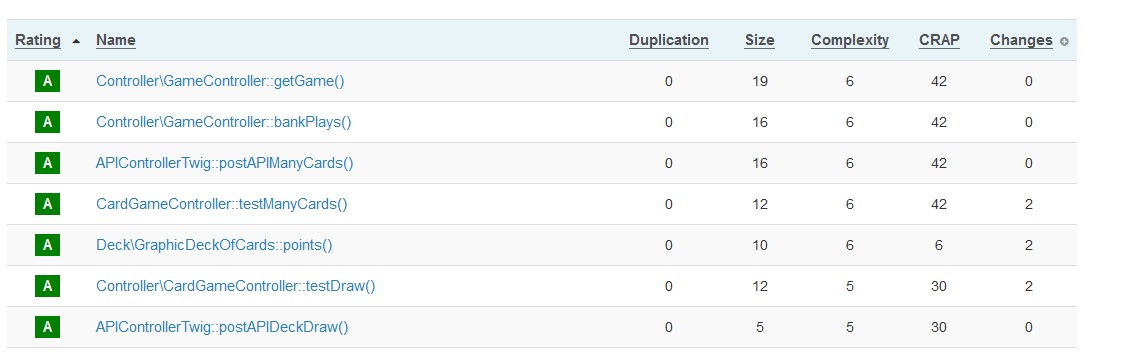 Rating Name Duplication Size Complexity CRAP Changes
A Controller\GameController::getGame() 0 19 6 42 0
A Controller\GameController::bankPlays() 0 16 6 42 0
A APIControllerTwig::postAPIManyCards() 0 16 6 42 0
A CardGameController::testManyCards() 0 12 6 42 2
A Deck\GraphicDeckOfCards::points() 0 10 6 6 2
A Controller\CardGameController::testDraw() 0 12 5 30 2
A APIControllerTwig::postAPIDeckDraw() 0 5 5 30 0